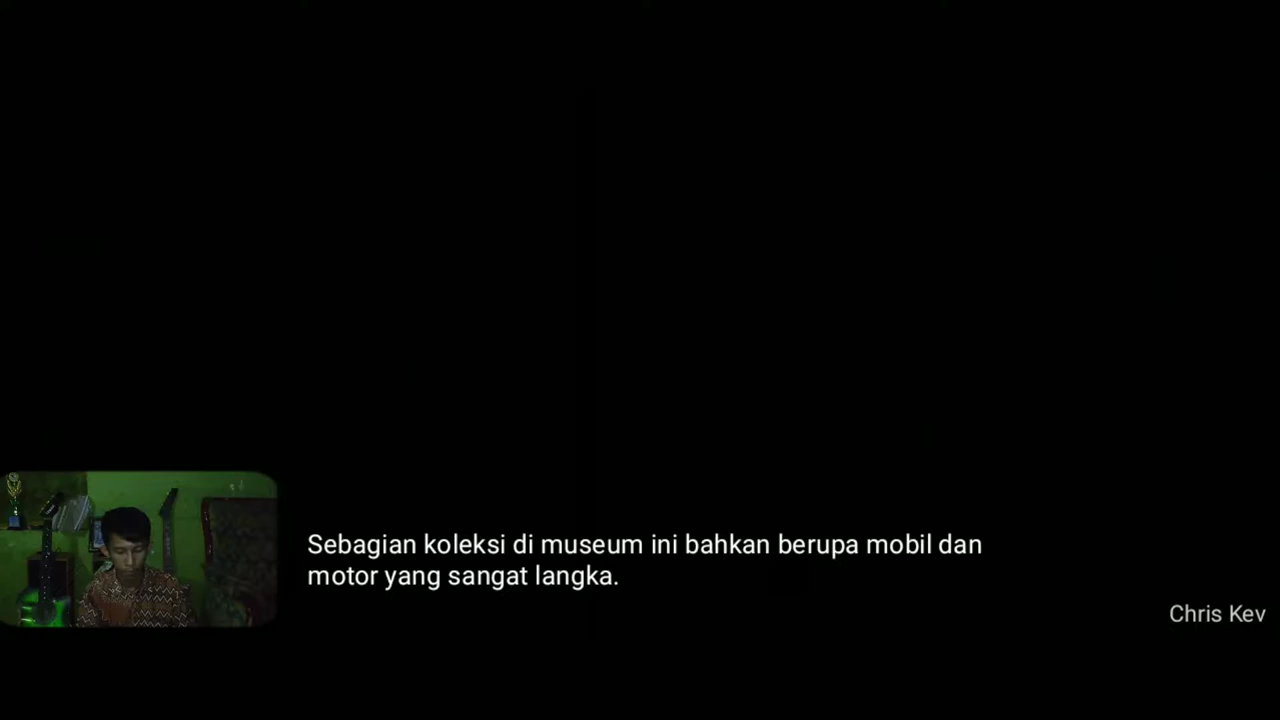 Sebagian koleksi di museum ini bahkan berupa mobil dan
motor yang sangat langka.
Chris Kev